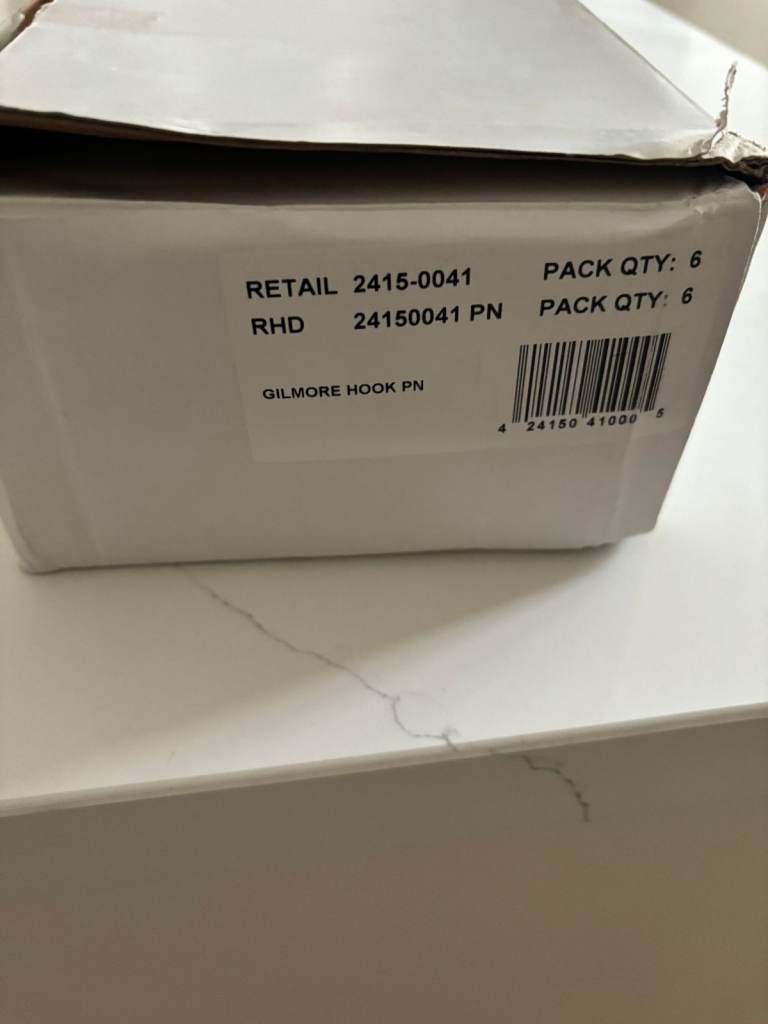 RETAIL 2415-0041 PACK QTY: 6
RHD 24150041 PN PACK QTY: 6
GILMORE HOOK PN
4 24150 41000 5